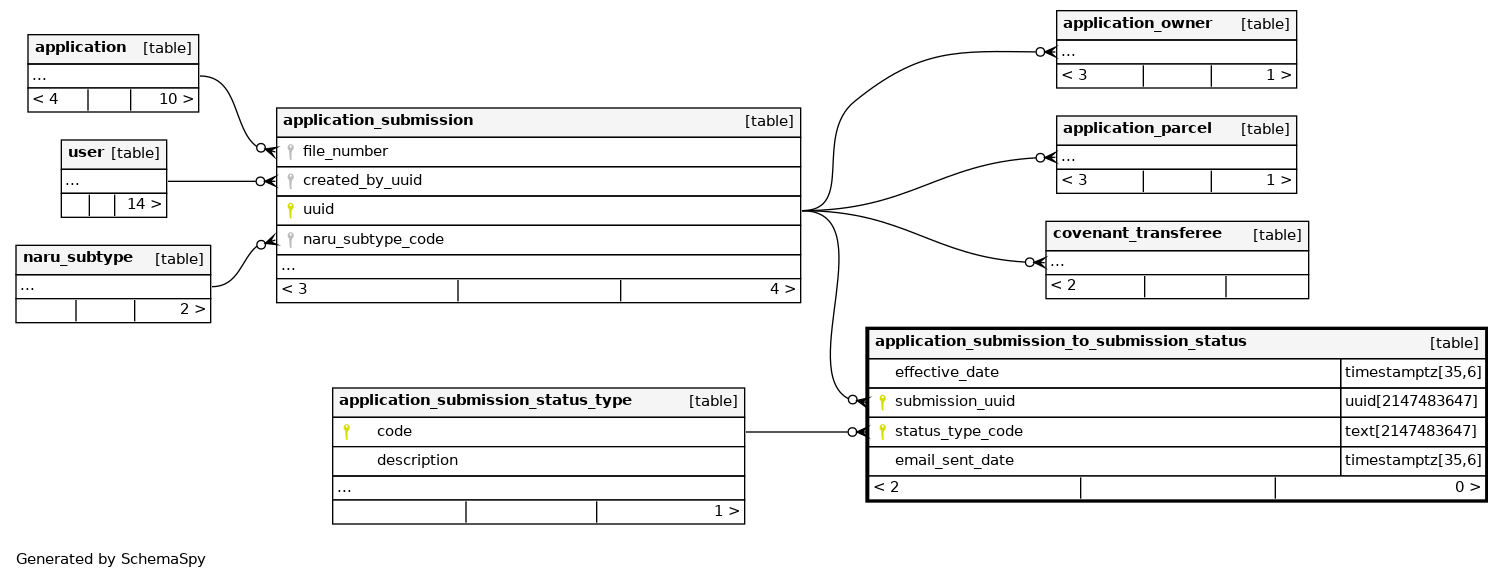 application [table]
...
< 4 10 >
user [table]
...
14 >
naru_subtype [table]
...
2 >
application_submission [table]
file_number
created_by_uuid
uuid
naru_subtype_code
...
< 3 4 >
application_submission_status_type [table]
code
description
...
1 >
application_owner [table]
...
< 3 1 >
application_parcel [table]
...
< 3 1 >
covenant_transferee [table]
...
< 2
application_submission_to_submission_status [table]
effective_date timestamptz[35,6]
submission_uuid uuid[2147483647]
status_type_code text[2147483647]
email_sent_date timestamptz[35,6]
< 2 0 >
Generated by SchemaSpy